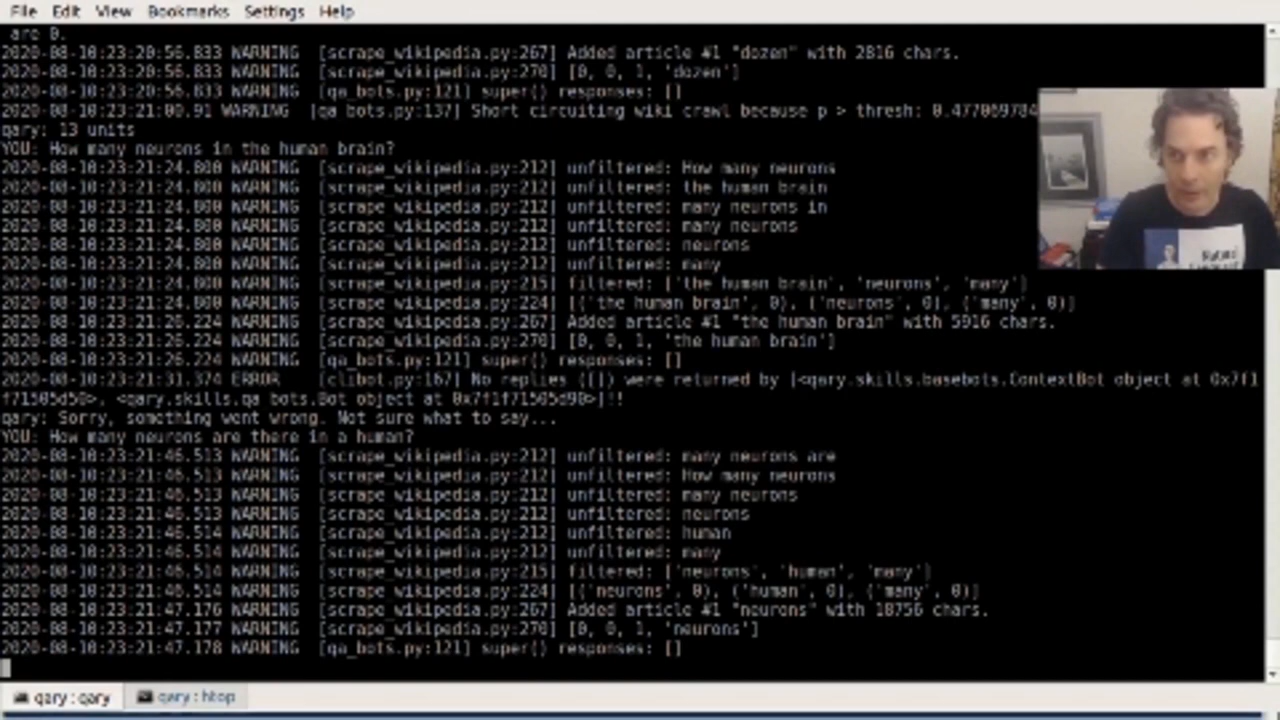 File Edit View Bookmarks Settings Help
are 0.
2020-08-10:23:20:56.833 WARNING [scrape_wikipedia.py:267] Added article #1 "dozen" with 2816 chars.
2020-08-10:23:20:56.833 WARNING [scrape_wikipedia.py:270] [0, 0, 1, 'dozen']
2020-08-10:23:20:56.833 WARNING [qa_bots.py:121] super() responses: []
2020-08-10:23:21:00.91 WARNING [qa_bots.py:137] Short circuiting wiki crawl because p > thresh: 0.477069784
qary: 13 units
YOU: How many neurons in the human brain?
2020-08-10:23:21:24.800 WARNING [scrape_wikipedia.py:212] unfiltered: How many neurons
2020-08-10:23:21:24.800 WARNING [scrape_wikipedia.py:212] unfiltered: the human brain
2020-08-10:23:21:24.800 WARNING [scrape_wikipedia.py:212] unfiltered: many neurons in
2020-08-10:23:21:24.800 WARNING [scrape_wikipedia.py:212] unfiltered: many neurons
2020-08-10:23:21:24.800 WARNING [scrape_wikipedia.py:212] unfiltered: neurons
2020-08-10:23:21:24.800 WARNING [scrape_wikipedia.py:212] unfiltered: many
2020-08-10:23:21:24.800 WARNING [scrape_wikipedia.py:215] filtered: ['the human brain', 'neurons', 'many']
2020-08-10:23:21:24.800 WARNING [scrape_wikipedia.py:224] [('the human brain', 0), ('neurons', 0), ('many', 0)]
2020-08-10:23:21:26.224 WARNING [scrape_wikipedia.py:267] Added article #1 "the human brain" with 5916 chars.
2020-08-10:23:21:26.224 WARNING [scrape_wikipedia.py:270] [0, 0, 1, 'the human brain']
2020-08-10:23:21:26.224 WARNING [qa_bots.py:121] super() responses: []
2020-08-10:23:21:31.374 ERROR [clibot.py:167] No replies ([]) were returned by [<qary.skills.basebots.ContextBot object at 0x7f1
f71505d50>, <qary.skills.qa_bots.Bot object at 0x7f1f71505d90>]!!
qary: Sorry, something went wrong. Not sure what to say...
YOU: How many neurons are there in a human?
2020-08-10:23:21:46.513 WARNING [scrape_wikipedia.py:212] unfiltered: many neurons are
2020-08-10:23:21:46.513 WARNING [scrape_wikipedia.py:212] unfiltered: How many neurons
2020-08-10:23:21:46.513 WARNING [scrape_wikipedia.py:212] unfiltered: many neurons
2020-08-10:23:21:46.513 WARNING [scrape_wikipedia.py:212] unfiltered: neurons
2020-08-10:23:21:46.514 WARNING [scrape_wikipedia.py:212] unfiltered: human
2020-08-10:23:21:46.514 WARNING [scrape_wikipedia.py:212] unfiltered: many
2020-08-10:23:21:46.514 WARNING [scrape_wikipedia.py:215] filtered: ['neurons', 'human', 'many']
2020-08-10:23:21:46.514 WARNING [scrape_wikipedia.py:224] [('neurons', 0), ('human', 0), ('many', 0)]
2020-08-10:23:21:47.176 WARNING [scrape_wikipedia.py:267] Added article #1 "neurons" with 18756 chars.
2020-08-10:23:21:47.177 WARNING [scrape_wikipedia.py:270] [0, 0, 1, 'neurons']
2020-08-10:23:21:47.178 WARNING [qa_bots.py:121] super() responses: []
qary : qary
qary : htop